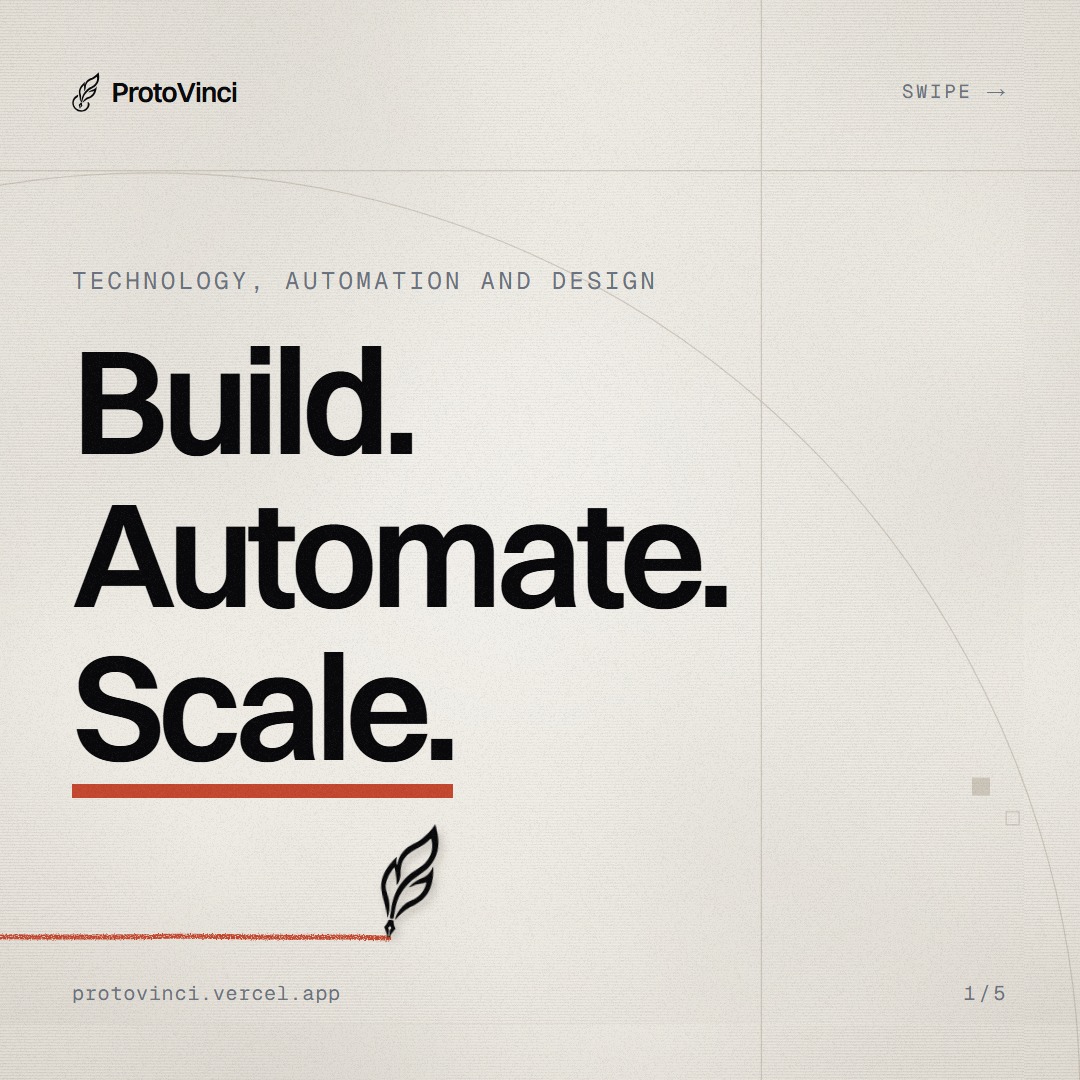 ProtoVinci
SWIPE →
TECHNOLOGY, AUTOMATION AND DESIGN
Build.
Automate.
Scale.
protovinci.vercel.app
1/5